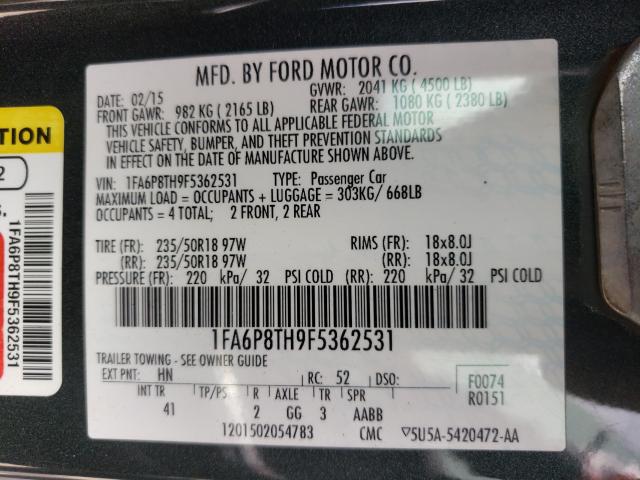 MFD. BY FORD MOTOR CO.
DATE: 02/15 GVWR: 2041 KG ( 4500 LB)
FRONT GAWR: 982 KG ( 2165 LB) REAR GAWR: 1080 KG ( 2380 LB)
THIS VEHICLE CONFORMS TO ALL APPLICABLE FEDERAL MOTOR
VEHICLE SAFETY, BUMPER, AND THEFT PREVENTION STANDARDS
IN EFFECT ON THE DATE OF MANUFACTURE SHOWN ABOVE.
VIN: 1FA6P8TH9F5362531 TYPE: Passenger Car
MAXIMUM LOAD = OCCUPANTS + LUGGAGE = 303KG/ 668LB
OCCUPANTS = 4 TOTAL; 2 FRONT, 2 REAR
TIRE (FR): 235/50R18 97W RIMS (FR): 18x8.0J
(RR): 235/50R18 97W (RR): 18x8.0J
PRESSURE (FR): 220 kPa/ 32 PSI COLD (RR): 220 kPa/ 32 PSI COLD
1FA6P8TH9F5362531
TRAILER TOWING - SEE OWNER GUIDE
EXT PNT: HN RC: 52 DSO: F0074
INT TR TP/PS R AXLE TR SPR R0151
41 2 GG 3 AABB
1201502054783 CMC 5U5A-5420472-AA
TION
2
S.
1FA6P8TH9F5362531